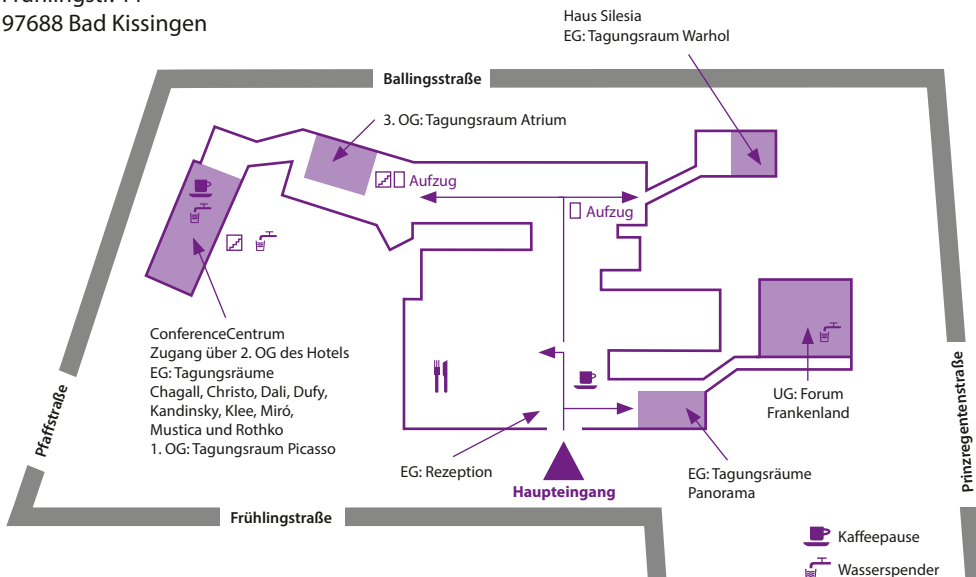 97688 Bad Kissingen
Haus Silesia
EG: Tagungsraum Warhol
Ballingsstraße
3. OG: Tagungsraum Atrium
Aufzug
Aufzug
ConferenceCentrum
Zugang über 2. OG des Hotels
EG: Tagungsräume
Chagall, Christo, Dali, Dufy,
Kandinsky, Klee, Miró,
Mustica und Rothko
1. OG: Tagungsraum Picasso
Pfaffstraße
UG: Forum
Frankenland
Prinzregentenstraße
EG: Rezeption
Haupteingang
EG: Tagungsräume
Panorama
Frühlingstraße
Kaffeepause
Wasserspender